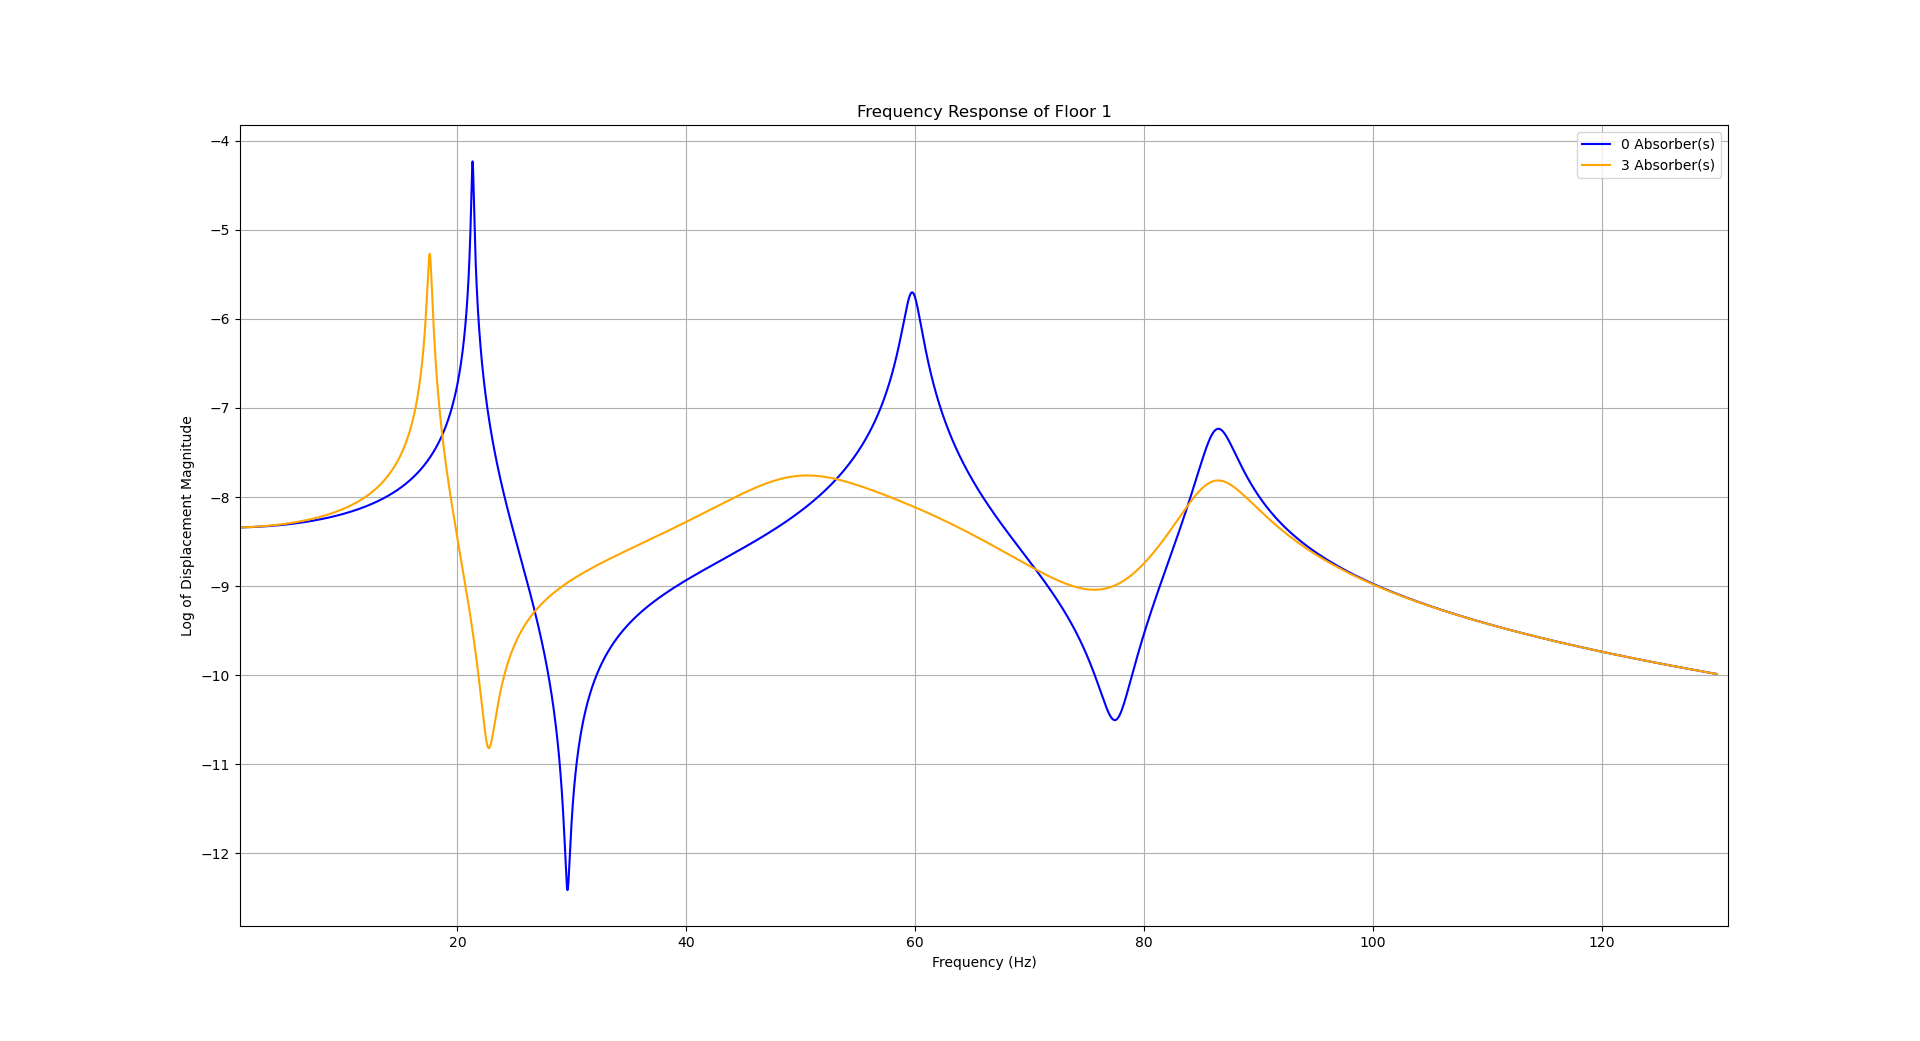 Frequency Response of Floor 1
0 Absorber(s)
3 Absorber(s)
Log of Displacement Magnitude
−4
−5
−6
−7
−8
−9
−10
−11
−12
20 40 60 80 100 120
Frequency (Hz)